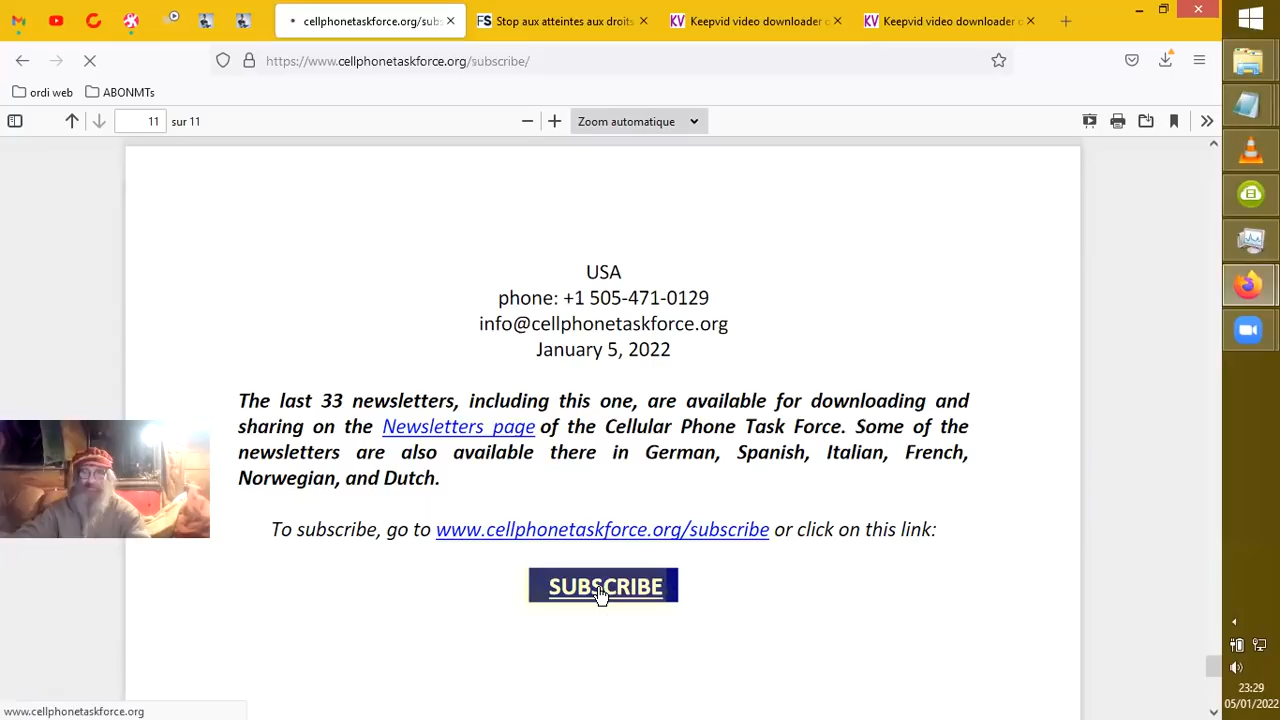 cellphonetaskforce.org/subs
Stop aux atteintes aux droits
Keepvid video downloader
Keepvid video downloader
https://www.cellphonetaskforce.org/subscribe/
ordi web
ABONMTs
11
sur 11
Zoom automatique
USA
phone: +1 505-471-0129
info@cellphonetaskforce.org
January 5, 2022
The last 33 newsletters, including this one, are available for downloading and
sharing on the Newsletters page of the Cellular Phone Task Force. Some of the
newsletters are also available there in German, Spanish, Italian, French,
Norwegian, and Dutch.
To subscribe, go to www.cellphonetaskforce.org/subscribe or click on this link:
SUBSCRIBE
www.cellphonetaskforce.org
23:29
05/01/2022